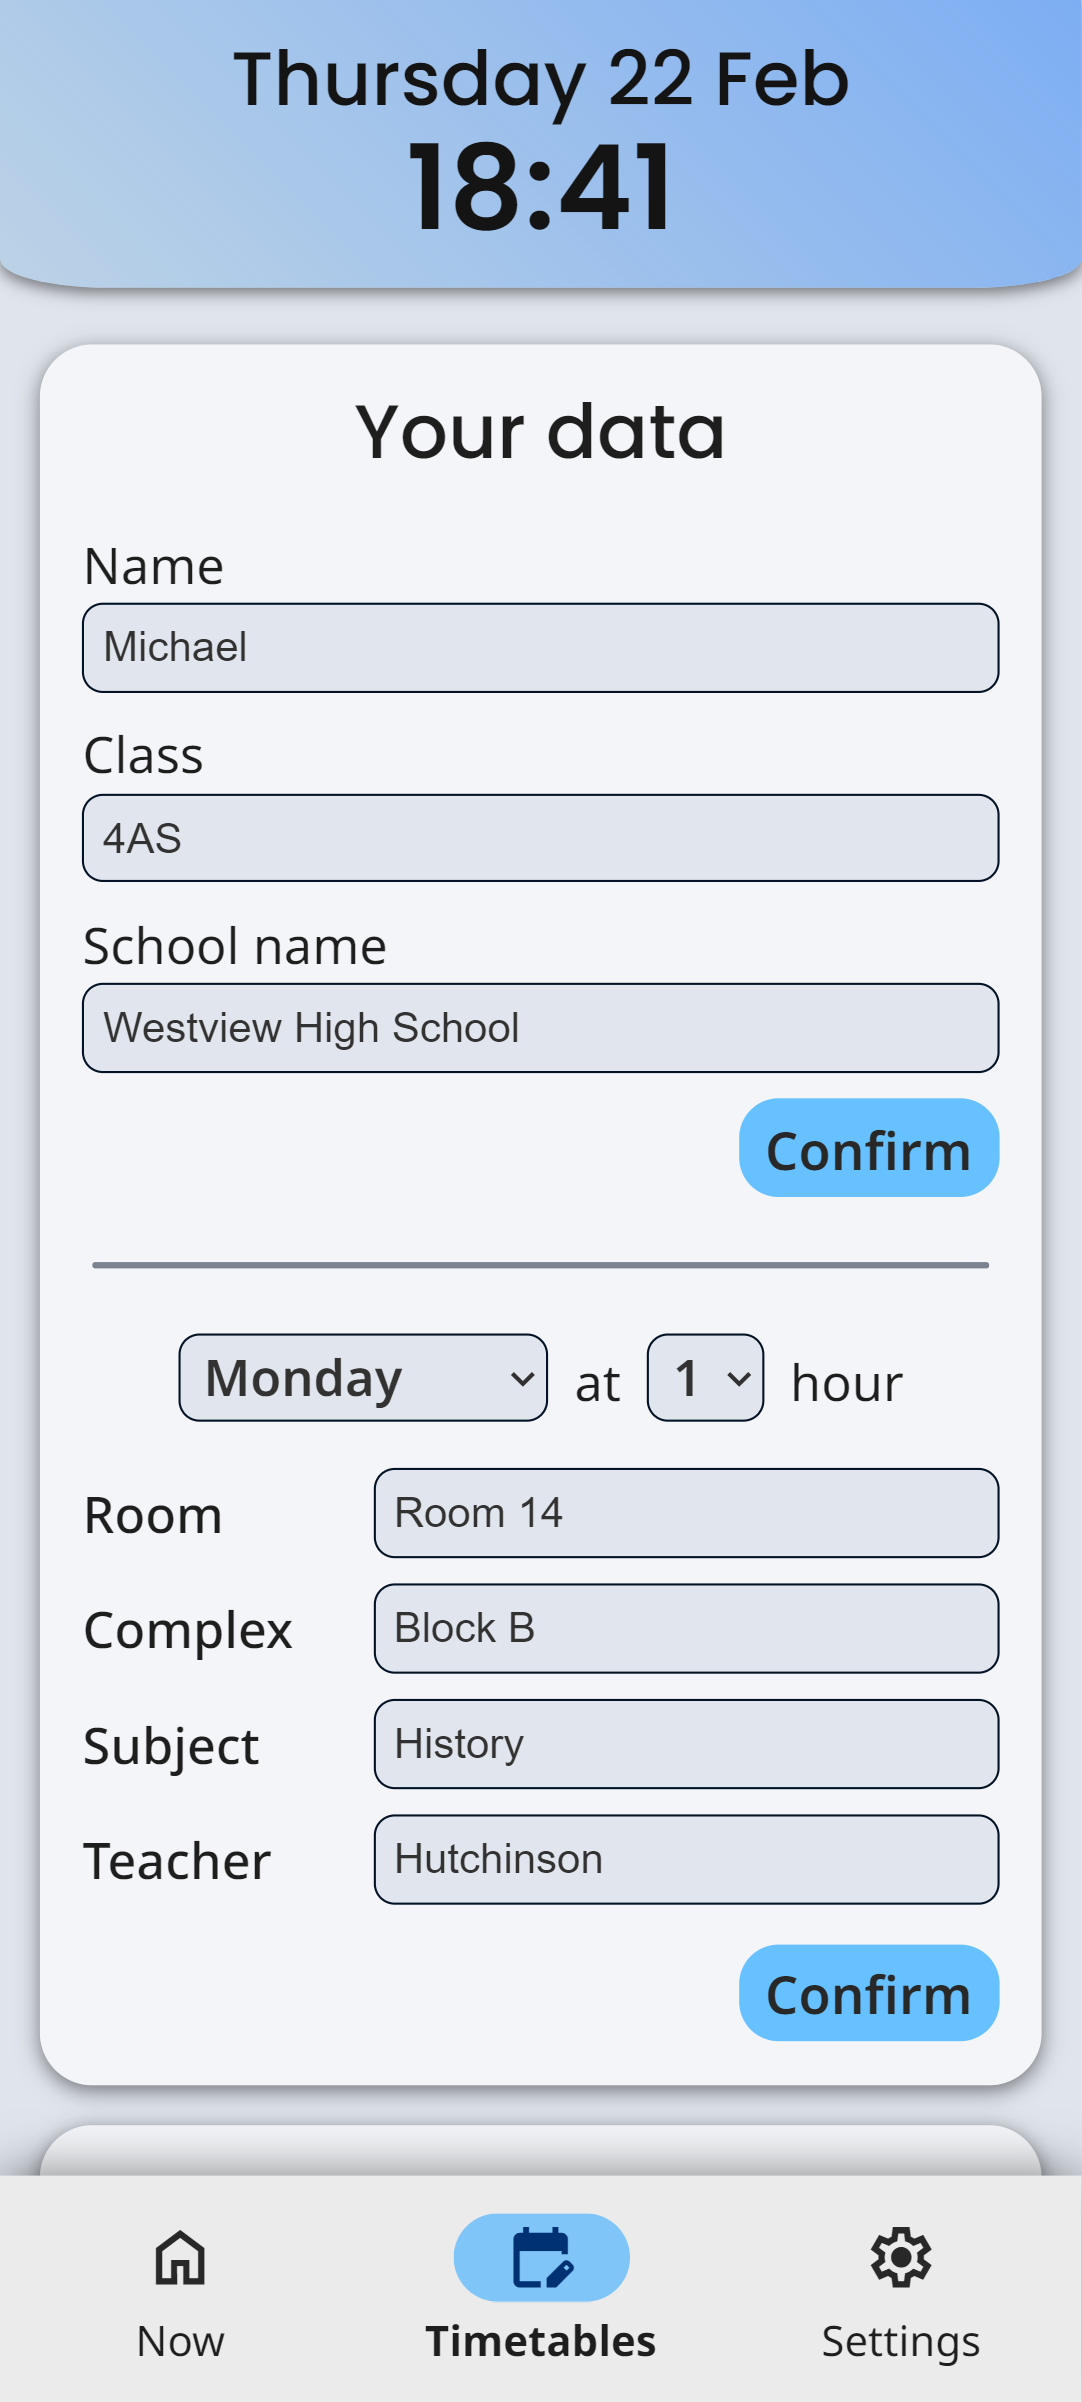 Thursday 22 Feb
18:41
Your data
Name
Michael
Class
4AS
School name
Westview High School
Confirm
Monday at 1 hour
Room Room 14
Complex Block B
Subject History
Teacher Hutchinson
Confirm
Now Timetables Settings